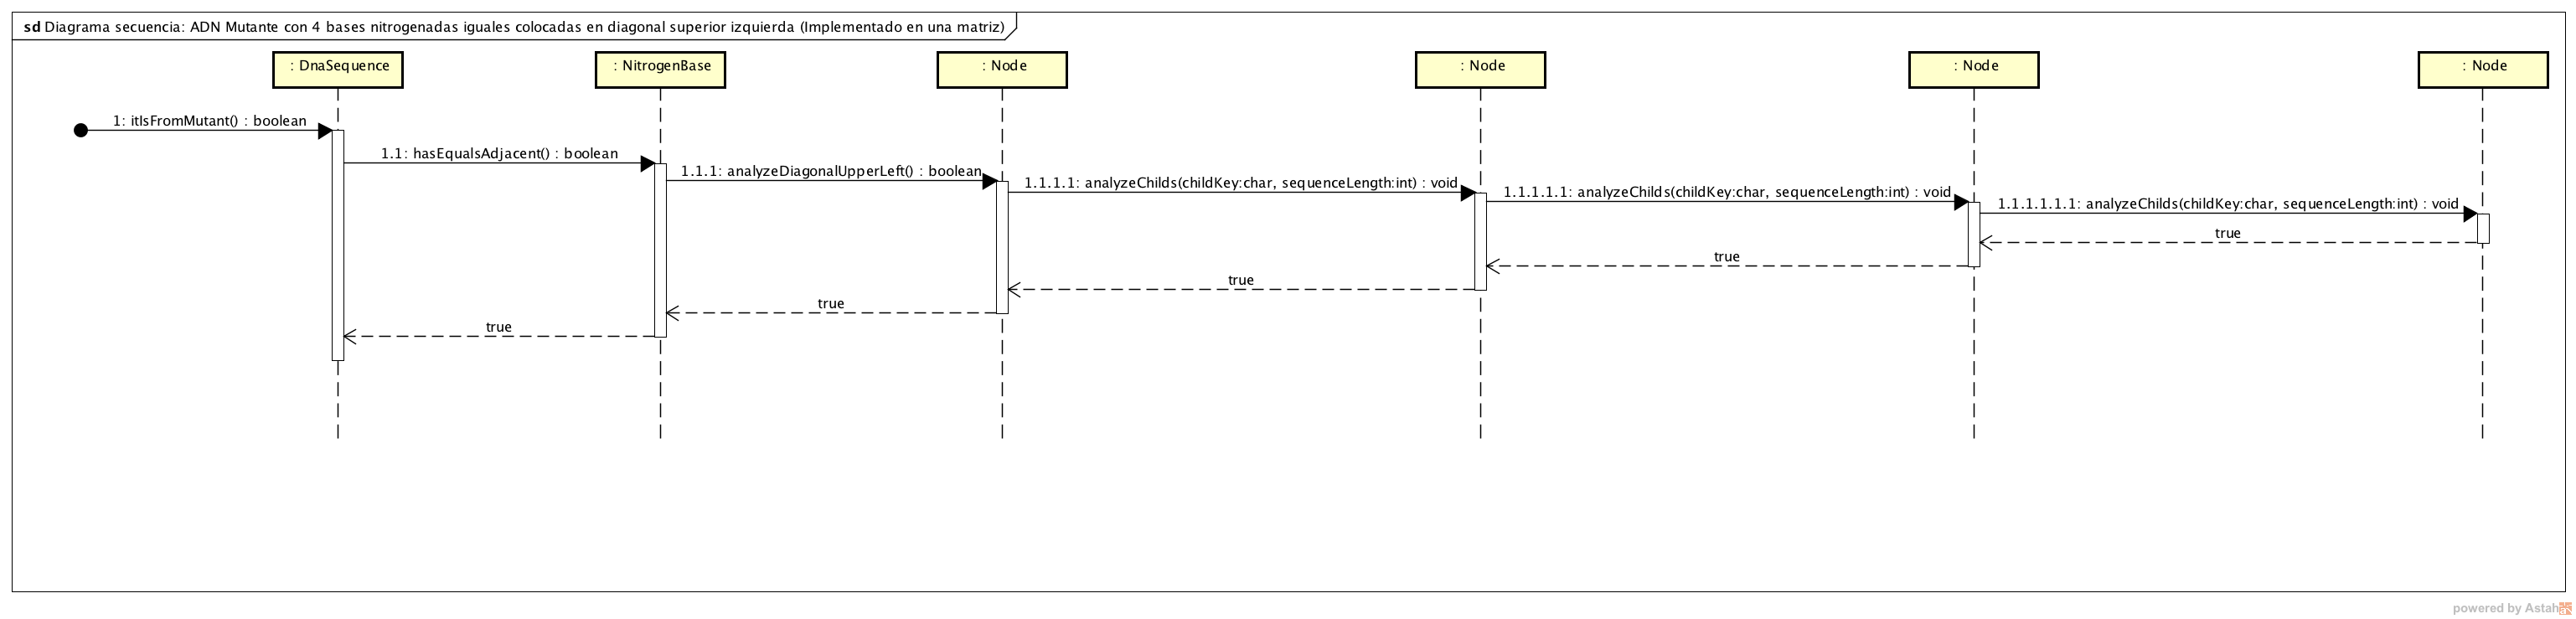 sd Diagrama secuencia: ADN Mutante con 4 bases nitrogenadas iguales colocadas en diagonal superior izquierda (Implementado en una matriz)
: DnaSequence
: NitrogenBase
: Node
: Node
: Node
: Node
1: itIsFromMutant() : boolean
1.1: hasEqualsAdjacent() : boolean
1.1.1: analyzeDiagonalUpperLeft() : boolean
1.1.1.1: analyzeChilds(childKey:char, sequenceLength:int) : void
1.1.1.1.1: analyzeChilds(childKey:char, sequenceLength:int) : void
1.1.1.1.1.1: analyzeChilds(childKey:char, sequenceLength:int) : void
true
true
true
true
true
powered by Astah